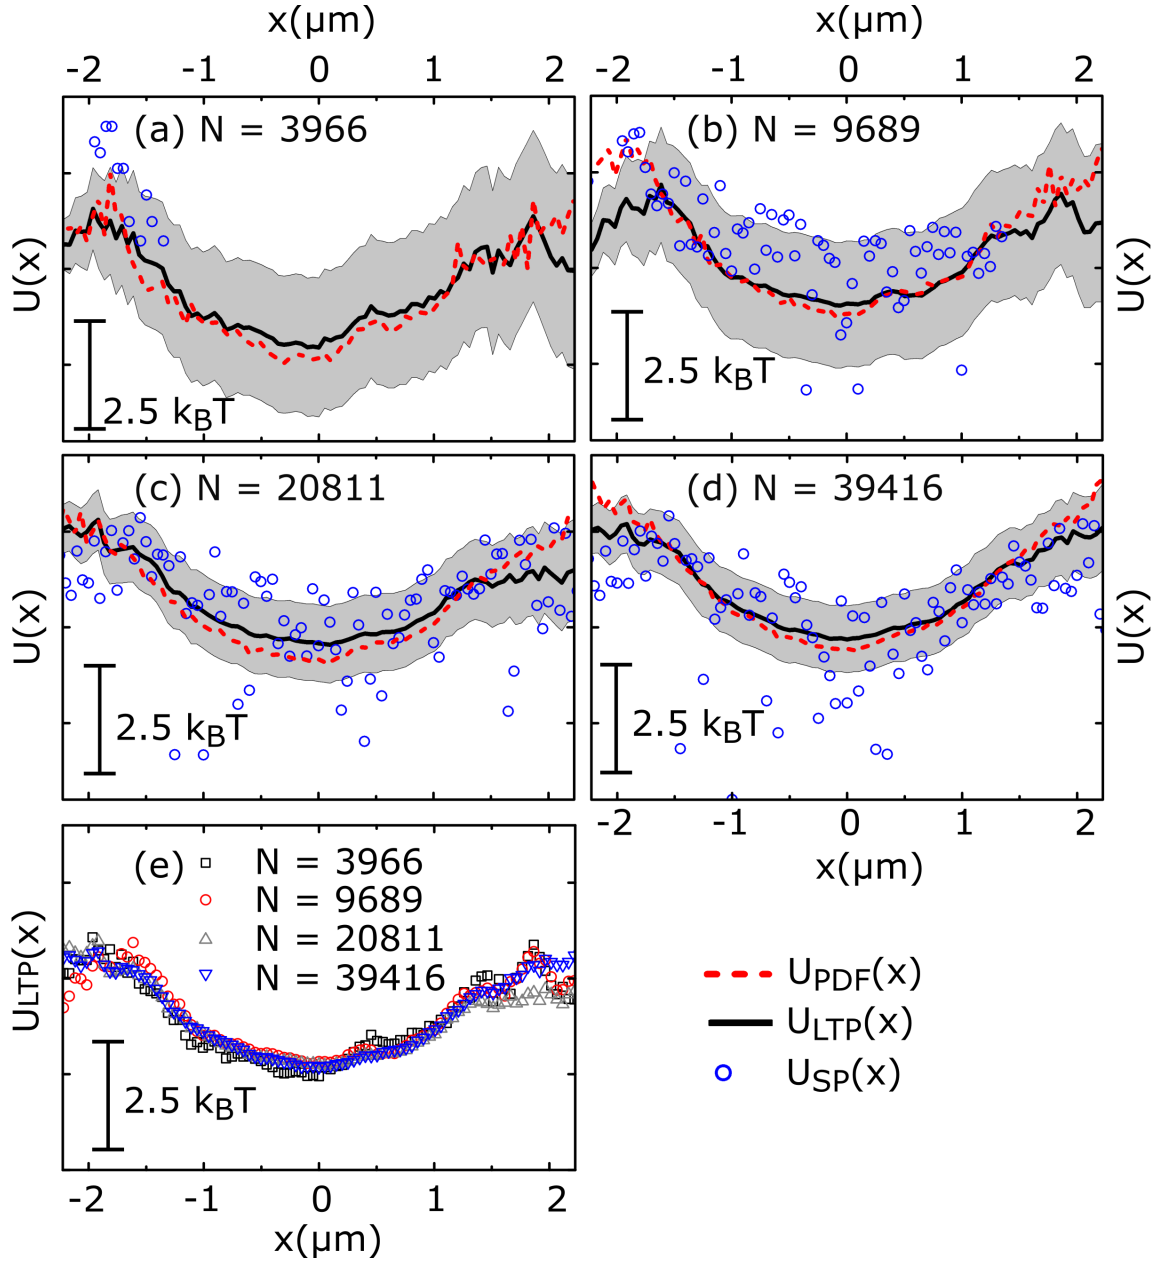 x(µm)
x(µm)
-2 -1 0 1 2
-2 -1 0 1 2
(a) N = 3966
(b) N = 9689
U(x)
U(x)
2.5 kBT
2.5 kBT
(c) N = 20811
(d) N = 39416
U(x)
U(x)
2.5 kBT
2.5 kBT
-2 -1 0 1 2
x(µm)
(e)
N = 3966
N = 9689
N = 20811
N = 39416
ULTP(x)
2.5 kBT
-2 -1 0 1 2
x(µm)
UPDF(x)
ULTP(x)
USP(x)